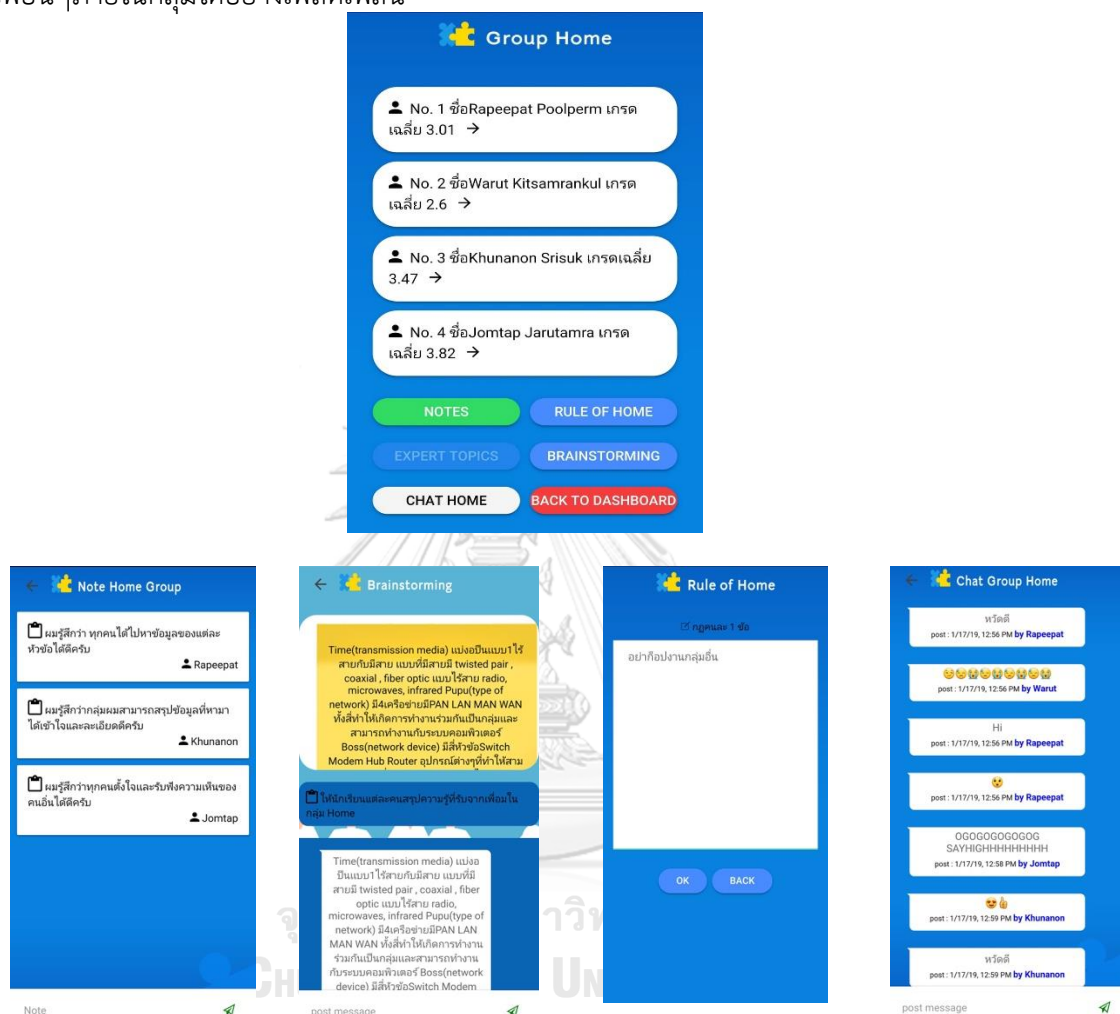 Group Home
No. 1 ชื่อRapeepat Poolperm เกรด
เฉลี่ย 3.01 →
No. 2 ชื่อWarut Kitsamrankul เกรด
เฉลี่ย 2.6 →
No. 3 ชื่อKhunanon Srisuk เกรดเฉลี่ย
3.47 →
No. 4 ชื่อJomtap Jarutamra เกรด
เฉลี่ย 3.82 →
NOTES
RULE OF HOME
EXPERT TOPICS
BRAINSTORMING
CHAT HOME
BACK TO DASHBOARD
Note Home Group
ผมรู้สึกว่า ทุกคนได้ไปหาข้อมูลของแต่ละ
หัวข้อได้ดีครับ
Rapeepat
ผมรู้สึกว่ากลุ่มผมสามารถสรุปข้อมูลที่หามา
ได้เข้าใจและละเอียดดีครับ
Khunanon
ผมรู้สึกว่าทุกคนตั้งใจและรับฟังความเห็นของ
คนอื่นได้ดีครับ
Jomtap
Note
Brainstorming
Time(transmission media) แบ่งอปืนแบบ1ไร้
สายกับมีสาย แบบที่มีสายมี twisted pair ,
coaxial , fiber optic แบบไร้สาย radio,
microwaves, infrared Pupu(type of
network) มี4เครือข่ายมีPAN LAN MAN WAN
ทั้งสี่ทำให้เกิดการทำงานร่วมกันเป็นกลุ่มและ
สามารถทำงานกับระบบคอมพิวเตอร์
Boss(network device) มีสี่หัวข้อSwitch
Modem Hub Router อุปกรณ์ต่างๆที่ทำให้สาม
ให้นักเรียนแต่ละคนสรุปความรู้ที่รับจากเพื่อนใน
กลุ่ม Home
Time(transmission media) แบ่งอ
ปืนแบบ1ไร้สายกับมีสาย แบบที่มี
สายมี twisted pair , coaxial , fiber
optic แบบไร้สาย radio,
microwaves, infrared Pupu(type of
network) มี4เครือข่ายมีPAN LAN
MAN WAN ทั้งสี่ทำให้เกิดการทำงาน
ร่วมกันเป็นกลุ่มและสามารถทำงาน
กับระบบคอมพิวเตอร์ Boss(network
device) มีสี่หัวข้อSwitch Modem
post message
Rule of Home
กฎคนละ 1 ข้อ
อย่าก๊อปงานกลุ่มอื่น
OK
BACK
Chat Group Home
หวัดดี
post : 1/17/19, 12:56 PM by Rapeepat
post : 1/17/19, 12:56 PM by Warut
Hi
post : 1/17/19, 12:56 PM by Rapeepat
post : 1/17/19, 12:56 PM by Rapeepat
OGOGOGOGOGOG
SAYHIGHHHHHHHHH
post : 1/17/19, 12:58 PM by Jomtap
post : 1/17/19, 12:59 PM by Khunanon
หวัดดี
post : 1/17/19, 12:59 PM by Khunanon
post message